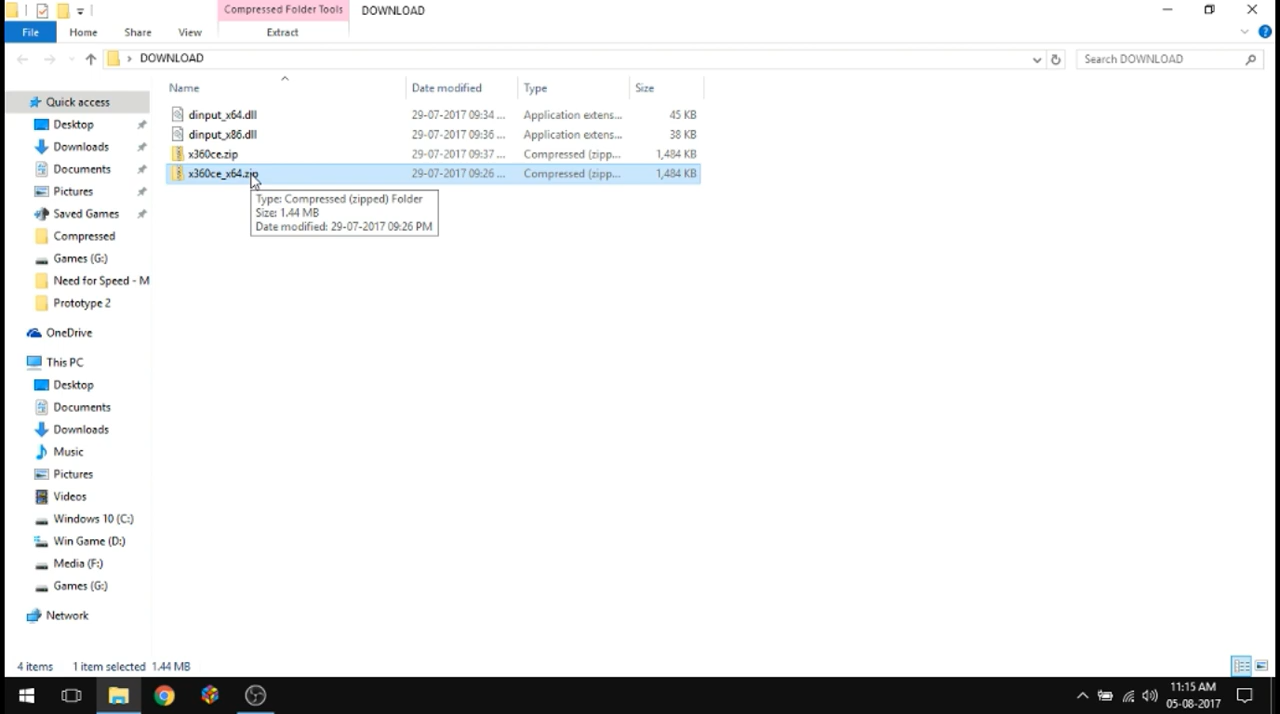 Compressed Folder Tools
DOWNLOAD
File
Home
Share
View
Extract
DOWNLOAD
Search DOWNLOAD
Name
Date modified
Type
Size
dinput_x64.dll 29-07-2017 09:34 ... Application extens... 45 KB
dinput_x86.dll 29-07-2017 09:36 ... Application extens... 38 KB
x360ce.zip 29-07-2017 09:37 ... Compressed (zipp... 1,484 KB
x360ce_x64.zip 29-07-2017 09:26 ... Compressed (zipp... 1,484 KB
Type: Compressed (zipped) Folder
Size: 1.44 MB
Date modified: 29-07-2017 09:26 PM
Quick access
Desktop
Downloads
Documents
Pictures
Saved Games
Compressed
Games (G:)
Need for Speed - M
Prototype 2
OneDrive
This PC
Desktop
Documents
Downloads
Music
Pictures
Videos
Windows 10 (C:)
Win Game (D:)
Media (F:)
Games (G:)
Network
4 items 1 item selected 1.44 MB
11:15 AM
05-08-2017